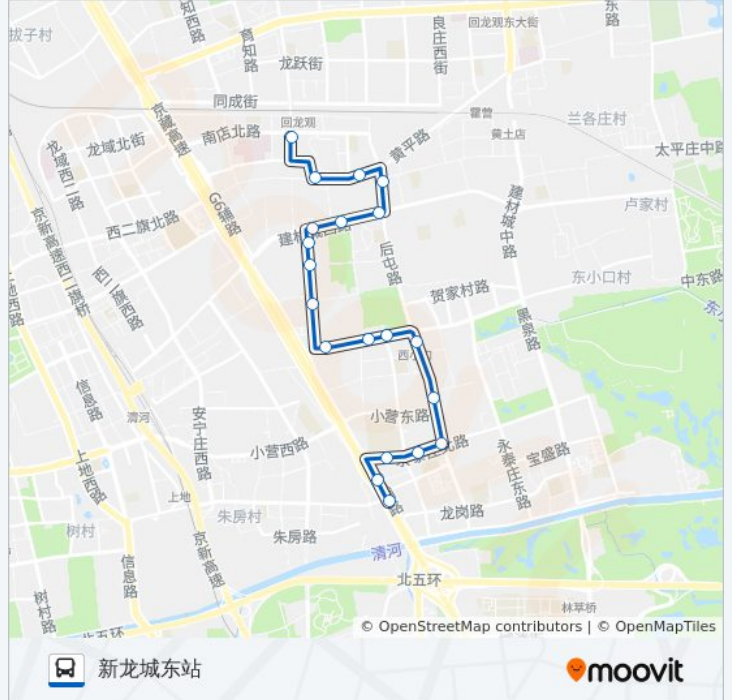 拔子村
知西路
育知路
龙跃街
良庄西街
回龙观东大街
东路
同成街
京藏高速
回龙观
霍营
兰各庄村
龙域北街
南店北路
黄平路
黄土店
太平庄中路
龙域西二路
G6辅路
建材城中路
卢家村
西二旗北路
京新高速西二旗桥
后屯路
西二旗西路
贺家村路
东小口村
中东路
黑泉路
信息路
小营东路
清河
安宁庄西路
小营西路
永泰庄东路
宝盛路
上地西路
上地
朱房村
龙岗路
树村
朱房路
京新高速
清河
信息路
北五环
树村路
林萃桥
北五环
© OpenStreetMap contributors | © OpenMapTiles
新龙城东站
moovit